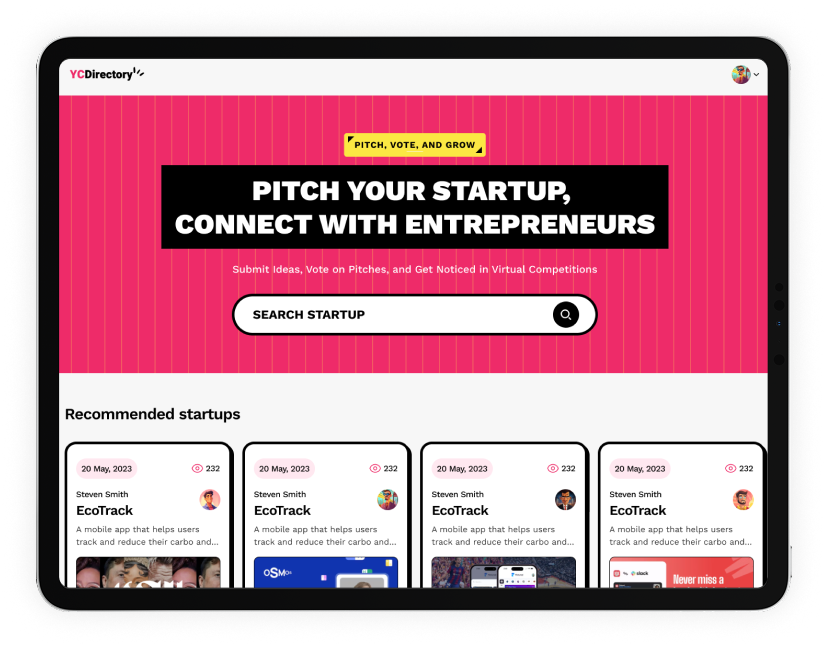 YCDirectory
PITCH, VOTE, AND GROW
PITCH YOUR STARTUP,
CONNECT WITH ENTREPRENEURS
Submit Ideas, Vote on Pitches, and Get Noticed in Virtual Competitions
SEARCH STARTUP
Recommended startups
20 May, 2023 232
Steven Smith
EcoTrack
A mobile app that helps users
track and reduce their carbo and...
20 May, 2023 232
Steven Smith
EcoTrack
A mobile app that helps users
track and reduce their carbo and...
OSMO
20 May, 2023 232
Steven Smith
EcoTrack
A mobile app that helps users
track and reduce their carbo and...
20 May, 2023 232
Steven Smith
EcoTrack
A mobile app that helps users
track and reduce their carbo and...
slack
Never miss a